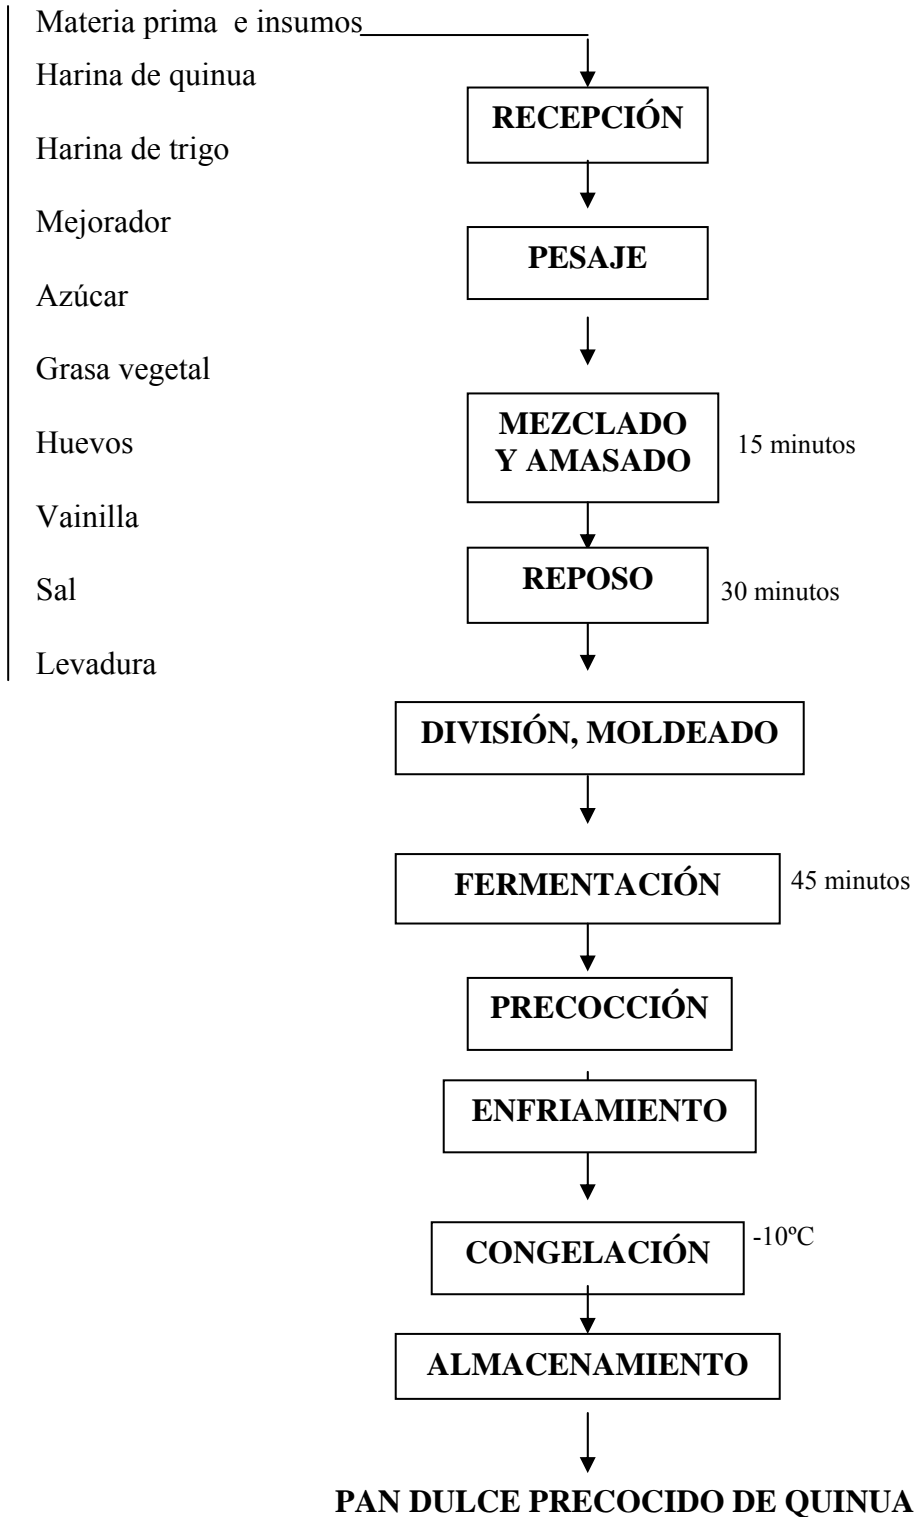 Materia prima e insumos
Harina de quinua
Harina de trigo
Mejorador
Azúcar
Grasa vegetal
Huevos
Vainilla
Sal
Levadura
RECEPCIÓN
PESAJE
MEZCLADO
Y AMASADO
15 minutos
REPOSO
30 minutos
DIVISIÓN, MOLDEADO
FERMENTACIÓN
45 minutos
PRECOCCIÓN
ENFRIAMIENTO
CONGELACIÓN
-10ºC
ALMACENAMIENTO
PAN DULCE PRECOCIDO DE QUINUA